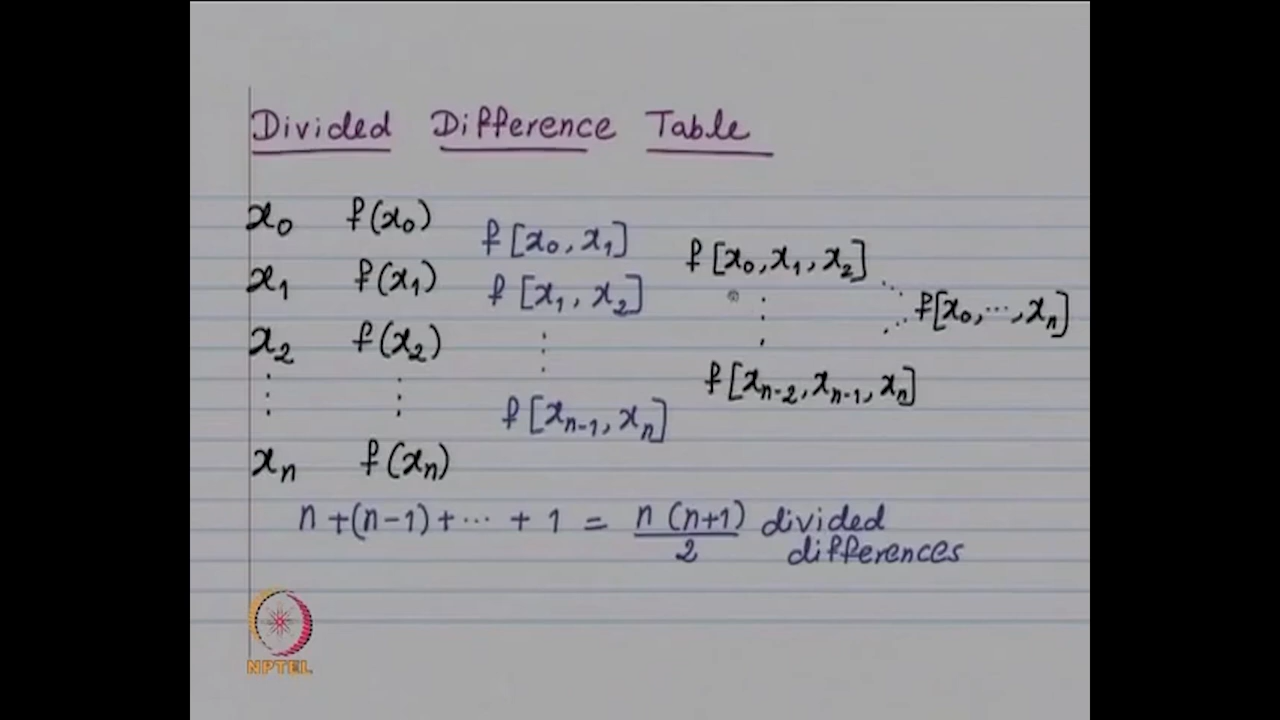 Divided Difference Table
x₀ f(x₀) f[x₀, x₁] f[x₀, x₁, x₂]
x₁ f(x₁) f[x₁, x₂] ⋮ f[x₀, ⋯, xₙ]
x₂ f(x₂) ⋮ f[xₙ₋₂, xₙ₋₁, xₙ]
⋮ ⋮ f[xₙ₋₁, xₙ]
xₙ f(xₙ)
n + (n-1) + ⋯ + 1 = n (n+1)/2 divided
differences
NPTEL